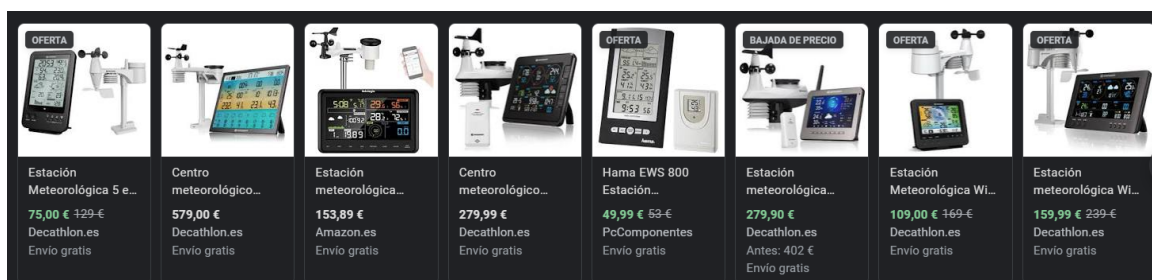 OFERTA
Estación
Meteorológica 5 e...
75,00 € 129 €
Decathlon.es
Envío gratis
Centro
meteorológico...
579,00 €
Decathlon.es
Envío gratis
Estación
meteorológica...
153,89 €
Amazon.es
Envío gratis
Centro
meteorológico...
279,99 €
Decathlon.es
Envío gratis
OFERTA
hama
Hama EWS 800
Estación...
49,99 € 53 €
PcComponentes
Envío gratis
BAJADA DE PRECIO
Estación
meteorológica...
279,90 €
Decathlon.es
Antes: 402 €
Envío gratis
OFERTA
Estación
Meteorológica Wi...
109,00 € 169 €
Decathlon.es
Envío gratis
OFERTA
Estación
meteorológica Wi...
159,99 € 239 €
Decathlon.es
Envío gratis